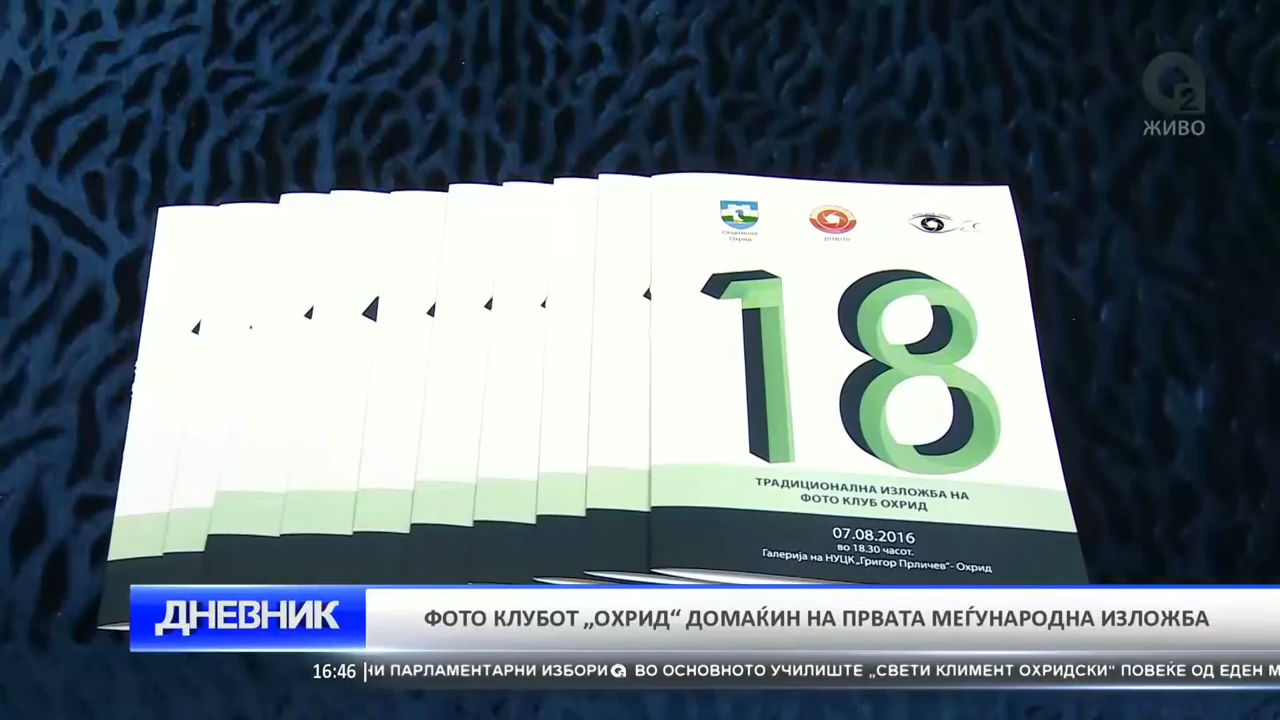 2
ЖИВО
Општина
Охрид
2016/10
18
ТРАДИЦИОНАЛНА ИЗЛОЖБА НА
ФОТО КЛУБ ОХРИД
07.08.2016
во 18.30 часот.
Галерија на НУЦК„Григор Прличев“- Охрид
ДНЕВНИК
ФОТО КЛУБОТ „ОХРИД“ ДОМАЌИН НА ПРВАТА МЕЃУНАРОДНА ИЗЛОЖБА
16:46 ПАРЛАМЕНТАРНИ ИЗБОРИ ВО ОСНОВНОТО УЧИЛИШТЕ „СВЕТИ КЛИМЕНТ ОХРИДСКИ“ ПОВЕЌЕ ОД ЕДЕН